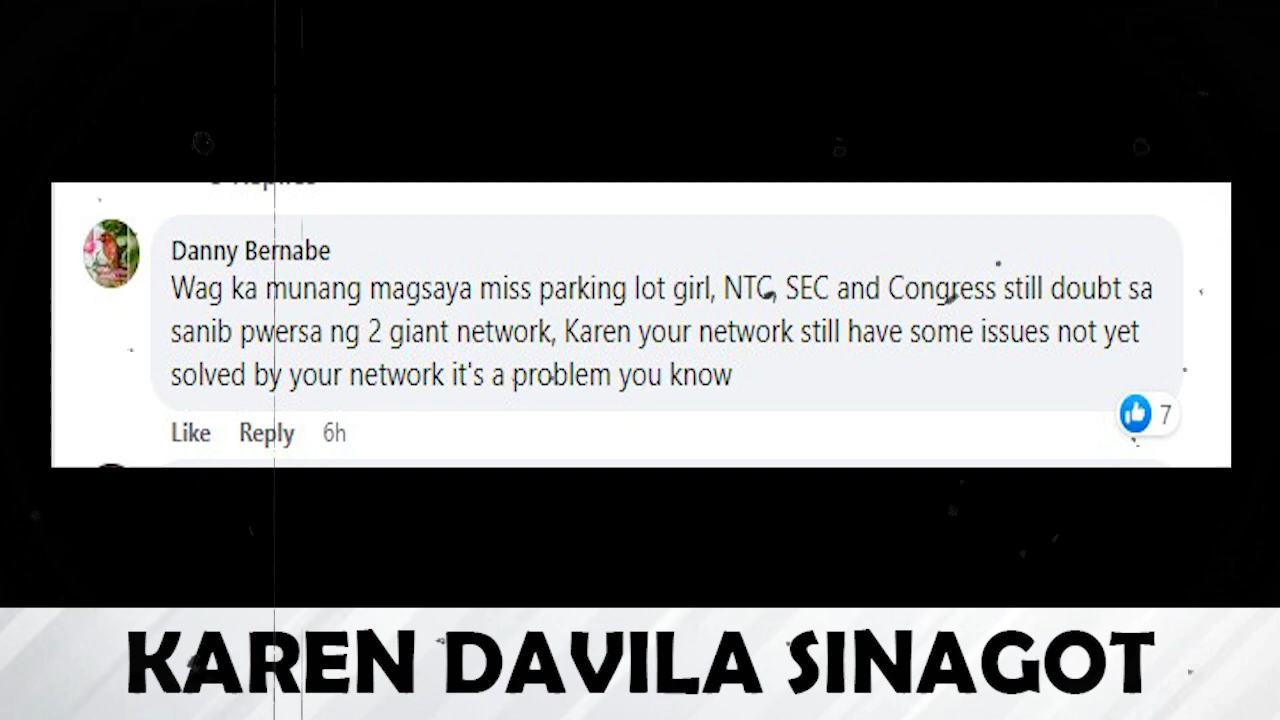 Danny Bernabe
Wag ka munang magsaya miss parking lot girl, NTC, SEC and Congress still doubt sa
sanib pwersa ng 2 giant network, Karen your network still have some issues not yet
solved by your network it's a problem you know
7
Like Reply 6h
KAREN DAVILA SINAGOT